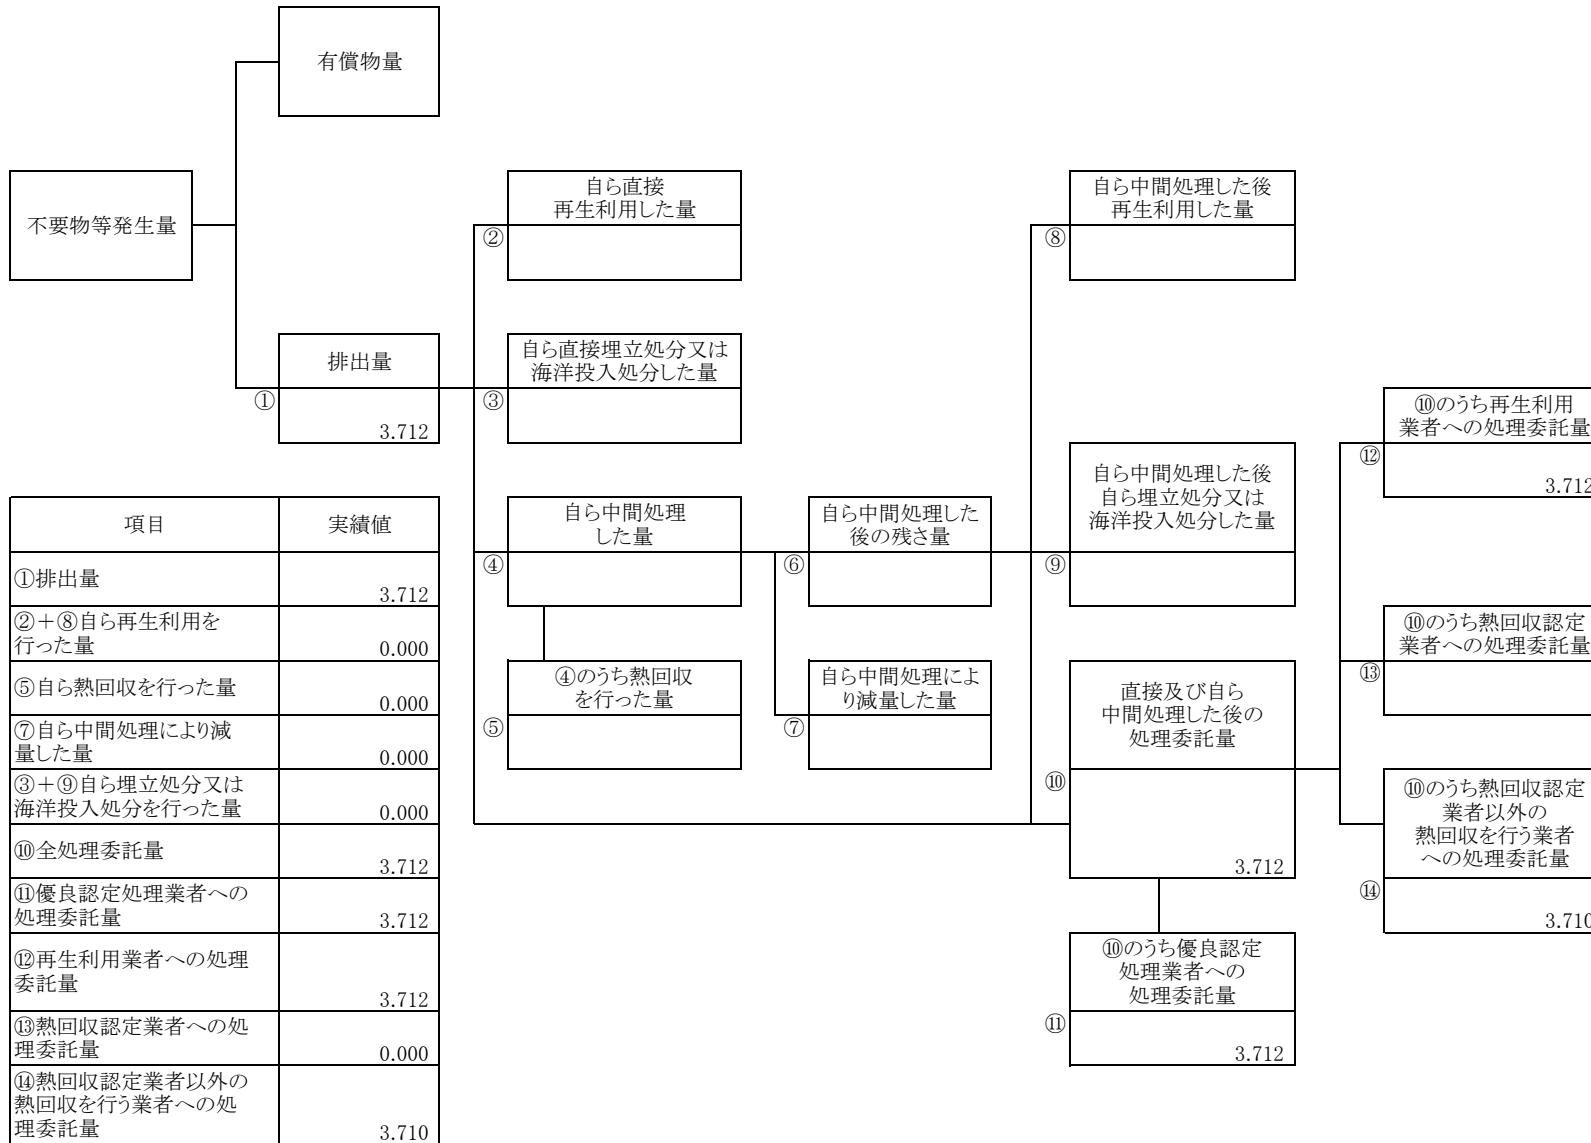 有償物量
不要物等発生量
自ら直接
再生利用した量
②
自ら中間処理した後
再生利用した量
⑧
排出量
①
3.712
自ら直接埋立処分又は
海洋投入処分した量
③
⑩のうち再生利用
業者への処理委託量
⑫
3.712
自ら中間処理
した量
④
自ら中間処理した
後の残さ量
⑥
自ら中間処理した後
自ら埋立処分又は
海洋投入処分した量
⑨
⑩のうち熱回収認定
業者への処理委託量
⑬
④のうち熱回収
を行った量
⑤
自ら中間処理によ
り減量した量
⑦
直接及び自ら
中間処理した後の
処理委託量
⑩
3.712
⑩のうち熱回収認定
業者以外の
熱回収を行う業者
への処理委託量
⑭
3.710
⑩のうち優良認定
処理業者への
処理委託量
⑪
3.712
項目 実績値
①排出量 3.712
②+⑧自ら再生利用を
行った量 0.000
⑤自ら熱回収を行った量 0.000
⑦自ら中間処理により減
量した量 0.000
③+⑨自ら埋立処分又は
海洋投入処分を行った量 0.000
⑩全処理委託量 3.712
⑪優良認定処理業者への
処理委託量 3.712
⑫再生利用業者への処理
委託量 3.712
⑬熱回収認定業者への処
理委託量 0.000
⑭熱回収認定業者以外の
熱回収を行う業者への処
理委託量 3.710